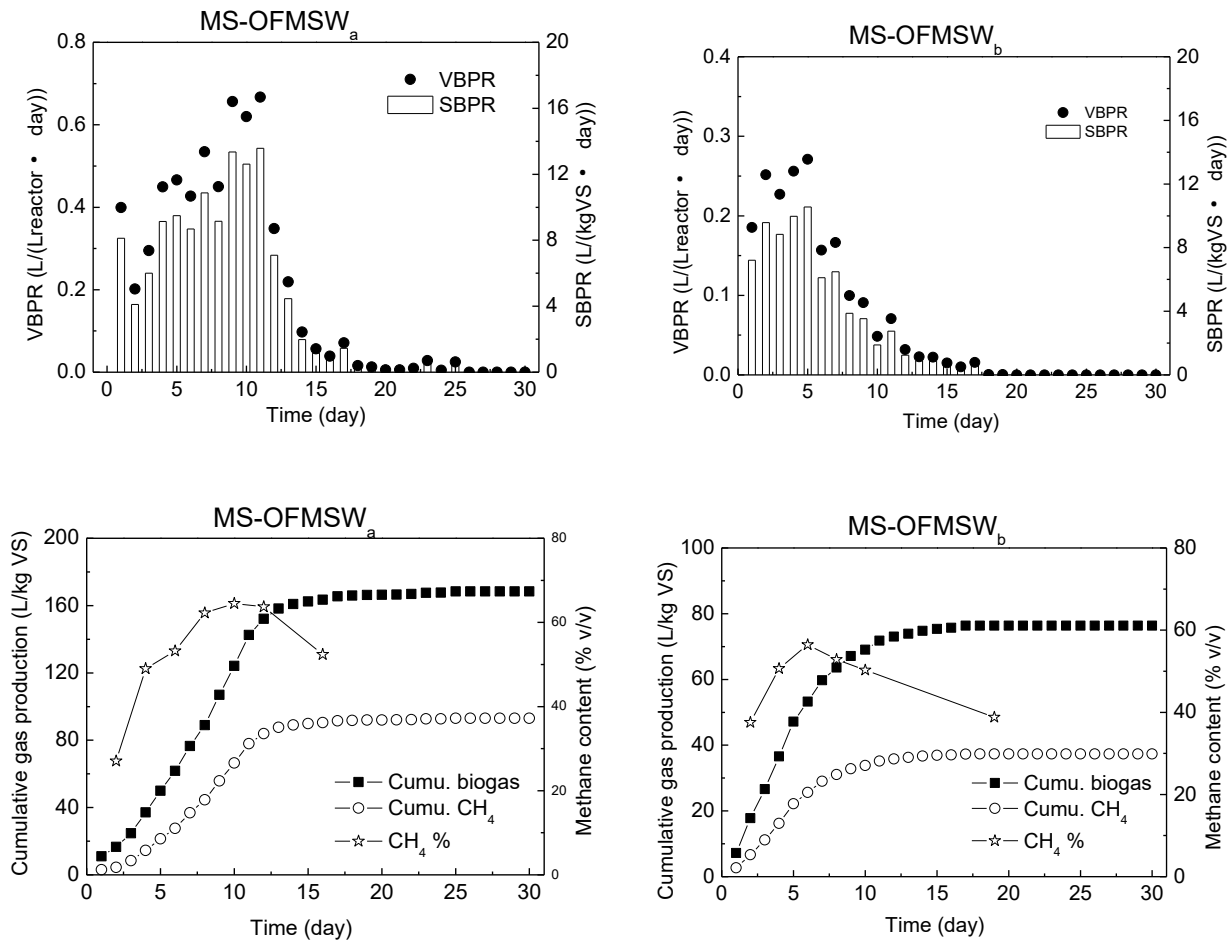 MS-OFMSWa
VBPR
SBPR
0.8
0.6
0.4
0.2
0.0
20
16
12
8
4
0
0 5 10 15 20 25 30
VBPR (L/(Lreactor • day))
SBPR (L/(kgVS • day))
Time (day)
MS-OFMSWb
VBPR
SBPR
0.4
0.3
0.2
0.1
0.0
20
16
12
8
4
0
0 5 10 15 20 25 30
VBPR (L/(Lreactor • day))
SBPR (L/(kgVS • day))
Time (day)
MS-OFMSWa
200
160
120
80
40
0
80
60
40
20
0
Cumu. biogas
Cumu. CH4
CH4 %
0 5 10 15 20 25 30
Cumulative gas production (L/kg VS)
Methane content (% v/v)
Time (day)
MS-OFMSWb
100
80
60
40
20
0
80
60
40
20
0
Cumu. biogas
Cumu. CH4
CH4 %
0 5 10 15 20 25 30
Cumulative gas production (L/kg VS)
Methane content (% v/v)
Time (day)